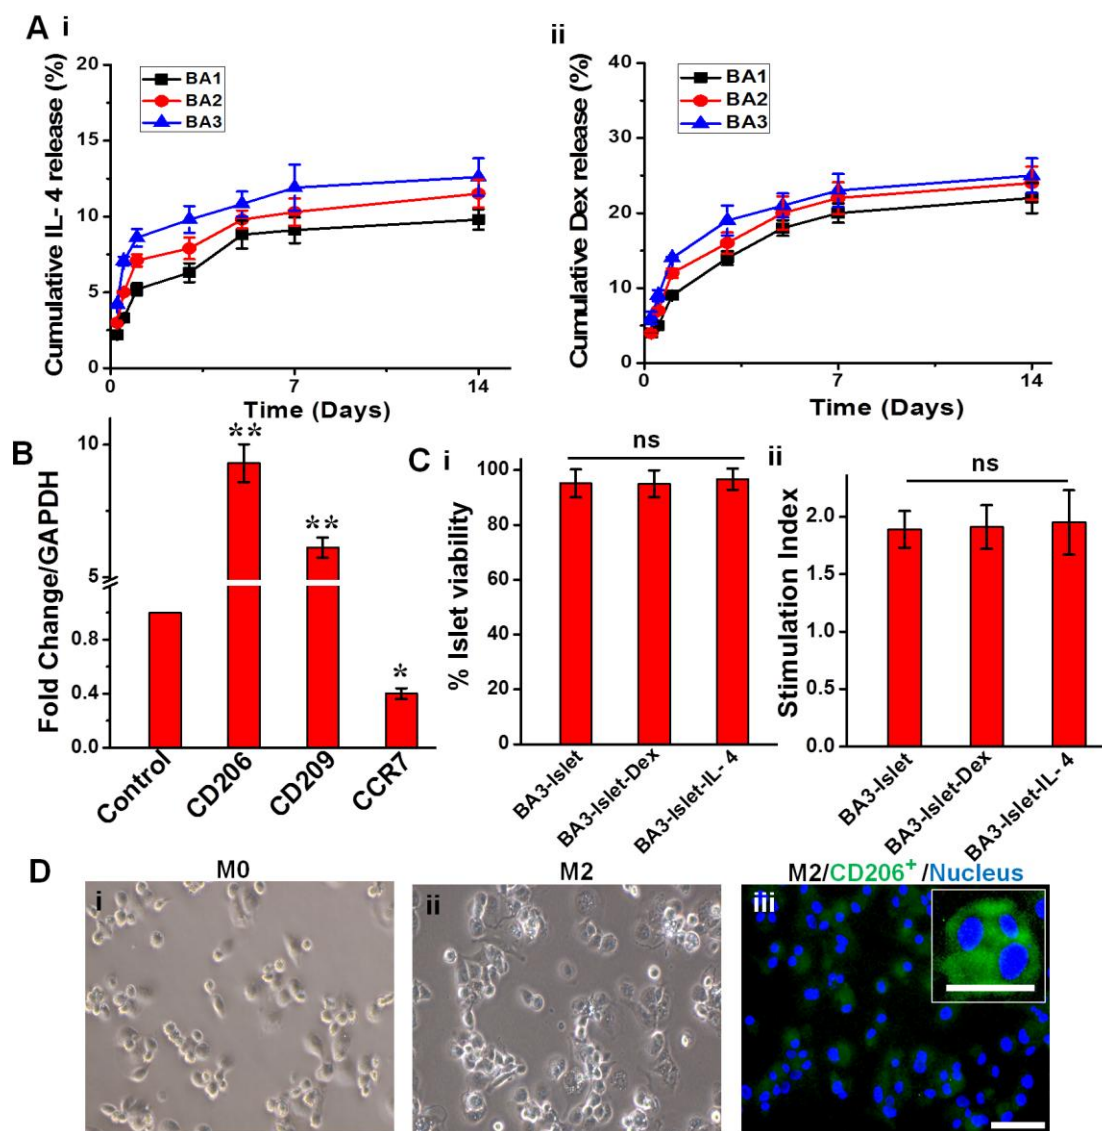 A i
Cumulative IL- 4 release (%)
20
15
10
5
0
BA1
BA2
BA3
0 7 14
Time (Days)
ii
Cumulative Dex release (%)
40
30
20
10
0
BA1
BA2
BA3
0 7 14
Time (Days)
B
Fold Change/GAPDH
10
5
0.8
0.4
0.0
**
**
*
Control
CD206
CD209
CCR7
C i
% Islet viability
100
80
60
40
20
0
ns
BA3-Islet
BA3-Islet-Dex
BA3-Islet-IL- 4
ii
Stimulation Index
2.0
1.5
1.0
0.5
0.0
ns
BA3-Islet
BA3-Islet-Dex
BA3-Islet-IL- 4
D
M0
i
M2
ii
M2/CD206⁺ /Nucleus
iii